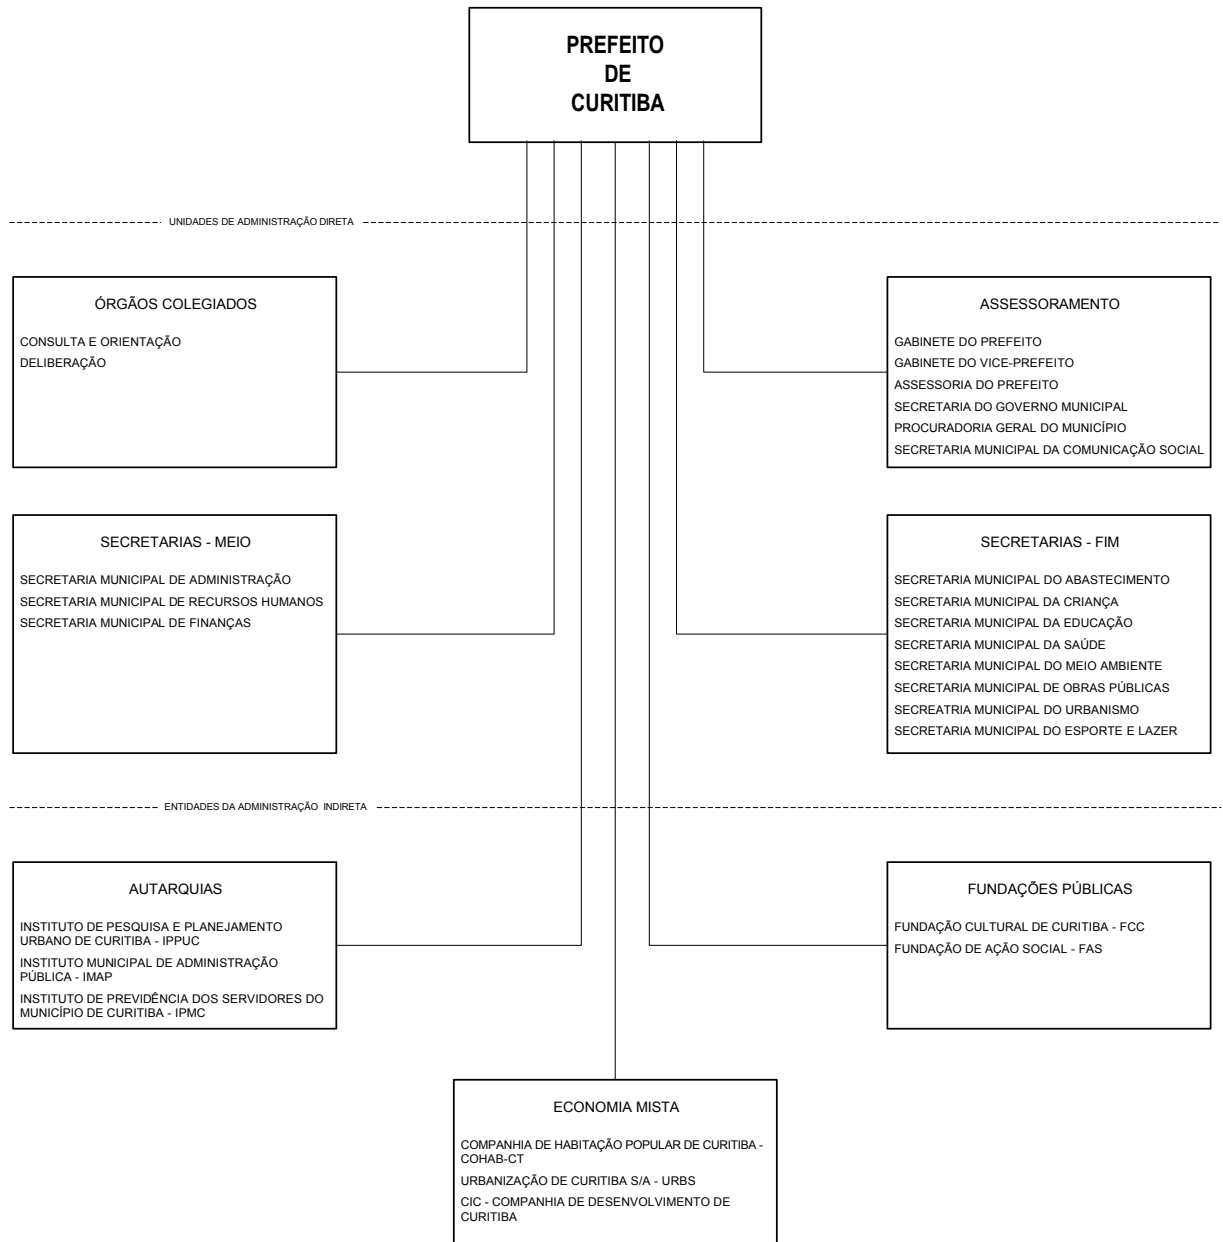 PREFEITO
DE
CURITIBA
UNIDADES DE ADMINISTRAÇÃO DIRETA
ÓRGÃOS COLEGIADOS
CONSULTA E ORIENTAÇÃO
DELIBERAÇÃO
ASSESSORAMENTO
GABINETE DO PREFEITO
GABINETE DO VICE-PREFEITO
ASSESSORIA DO PREFEITO
SECRETARIA DO GOVERNO MUNICIPAL
PROCURADORIA GERAL DO MUNICÍPIO
SECRETARIA MUNICIPAL DA COMUNICAÇÃO SOCIAL
SECRETARIAS - MEIO
SECRETARIA MUNICIPAL DE ADMINISTRAÇÃO
SECRETARIA MUNICIPAL DE RECURSOS HUMANOS
SECRETARIA MUNICIPAL DE FINANÇAS
SECRETARIAS - FIM
SECRETARIA MUNICIPAL DO ABASTECIMENTO
SECRETARIA MUNICIPAL DA CRIANÇA
SECRETARIA MUNICIPAL DA EDUCAÇÃO
SECRETARIA MUNICIPAL DA SAÚDE
SECRETARIA MUNICIPAL DO MEIO AMBIENTE
SECRETARIA MUNICIPAL DE OBRAS PÚBLICAS
SECREATRIA MUNICIPAL DO URBANISMO
SECRETARIA MUNICIPAL DO ESPORTE E LAZER
ENTIDADES DA ADMINISTRAÇÃO INDIRETA
AUTARQUIAS
INSTITUTO DE PESQUISA E PLANEJAMENTO
URBANO DE CURITIBA - IPPUC
INSTITUTO MUNICIPAL DE ADMINISTRAÇÃO
PÚBLICA - IMAP
INSTITUTO DE PREVIDÊNCIA DOS SERVIDORES DO
MUNICÍPIO DE CURITIBA - IPMC
FUNDAÇÕES PÚBLICAS
FUNDAÇÃO CULTURAL DE CURITIBA - FCC
FUNDAÇÃO DE AÇÃO SOCIAL - FAS
ECONOMIA MISTA
COMPANHIA DE HABITAÇÃO POPULAR DE CURITIBA -
COHAB-CT
URBANIZAÇÃO DE CURITIBA S/A - URBS
CIC - COMPANHIA DE DESENVOLVIMENTO DE
CURITIBA